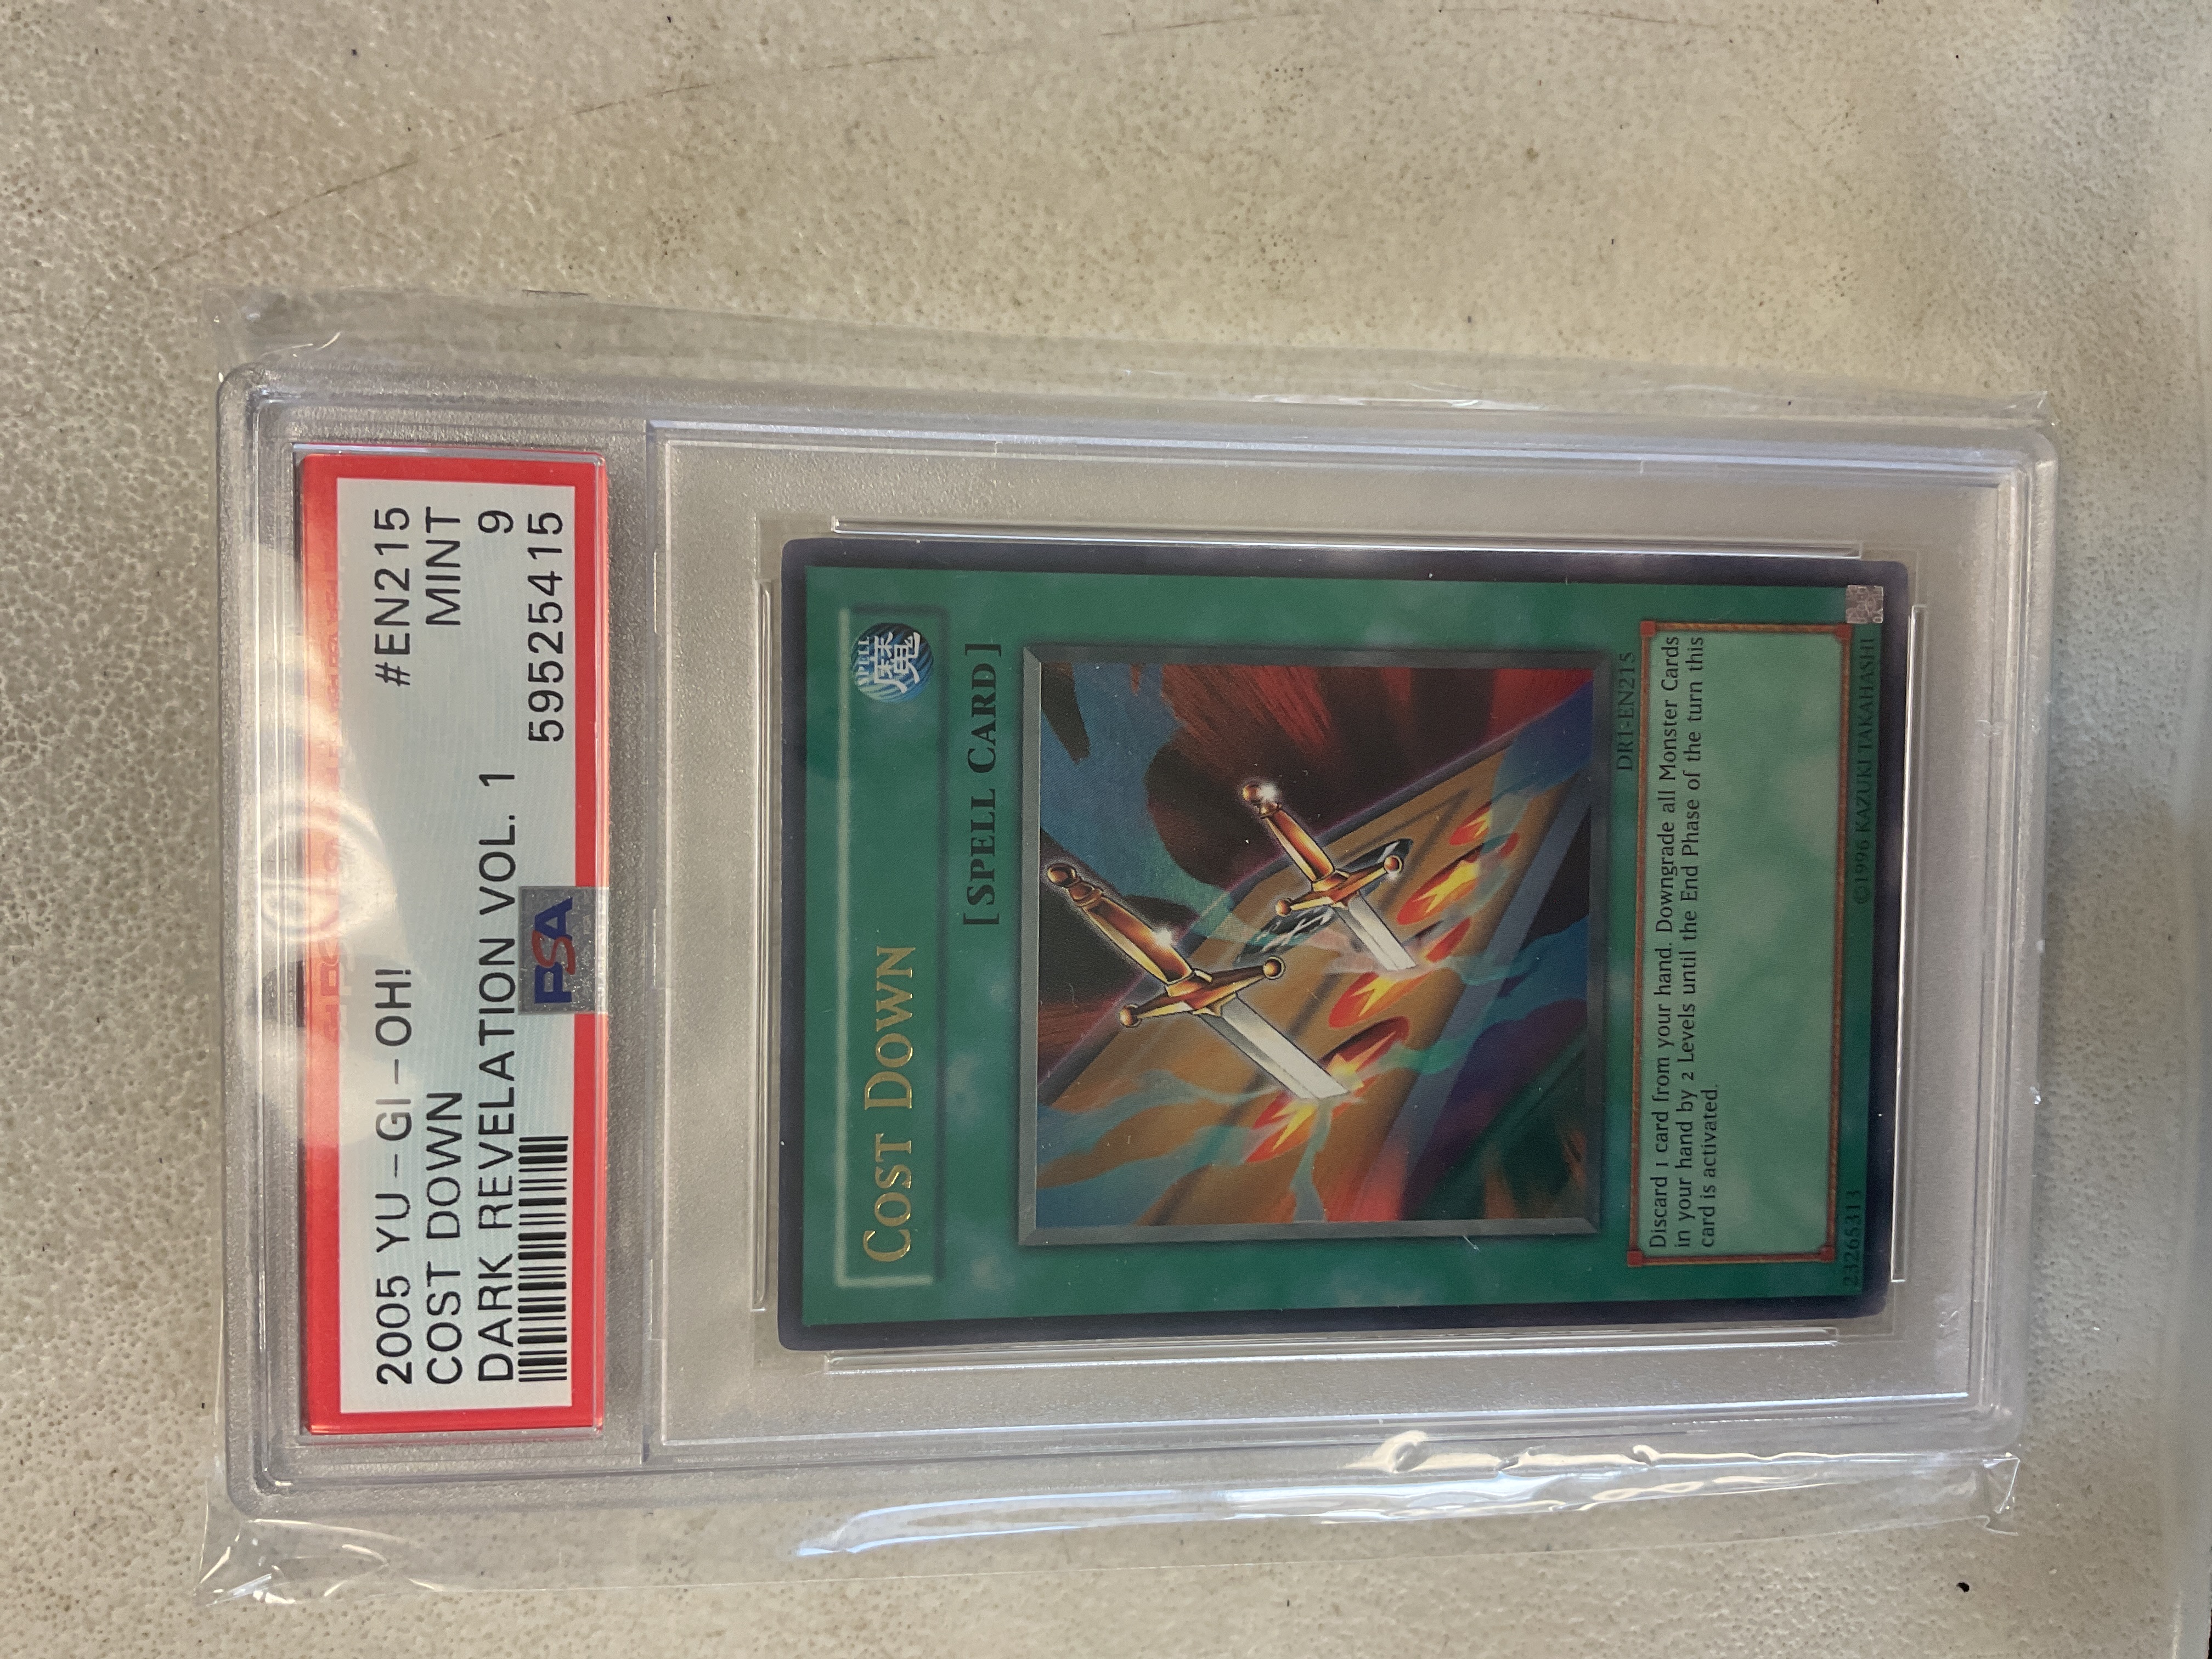 2005 YU-GI-OH! #EN215
COST DOWN MINT
DARK REVELATION VOL. 1 9
PSA 59525415
COST DOWN
SPELL
魔
[SPELL CARD]
DR1-EN215
Discard 1 card from your hand. Downgrade all Monster Cards
in your hand by 2 Levels until the End Phase of the turn this
card is activated.
23265313 ©1996 KAZUKI TAKAHASHI